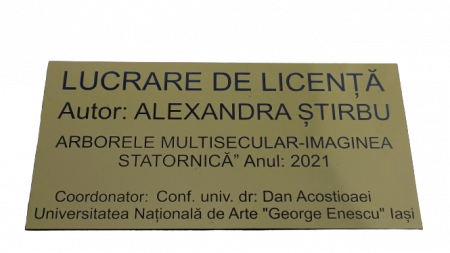 LUCRARE DE LICENȚĂ
Autor: ALEXANDRA ȘTIRBU
ARBORELE MULTISECULAR-IMAGINEA
STATORNICĂ” Anul: 2021
Coordonator: Conf. univ. dr: Dan Acostioaei
Universitatea Națională de Arte "George Enescu" Iași